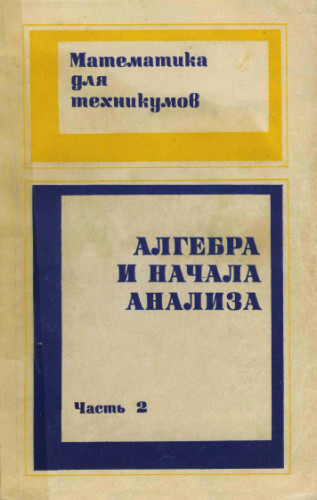 Математика
для
техникумов
АЛГЕБРА
И НАЧАЛА
АНАЛИЗА
Часть 2